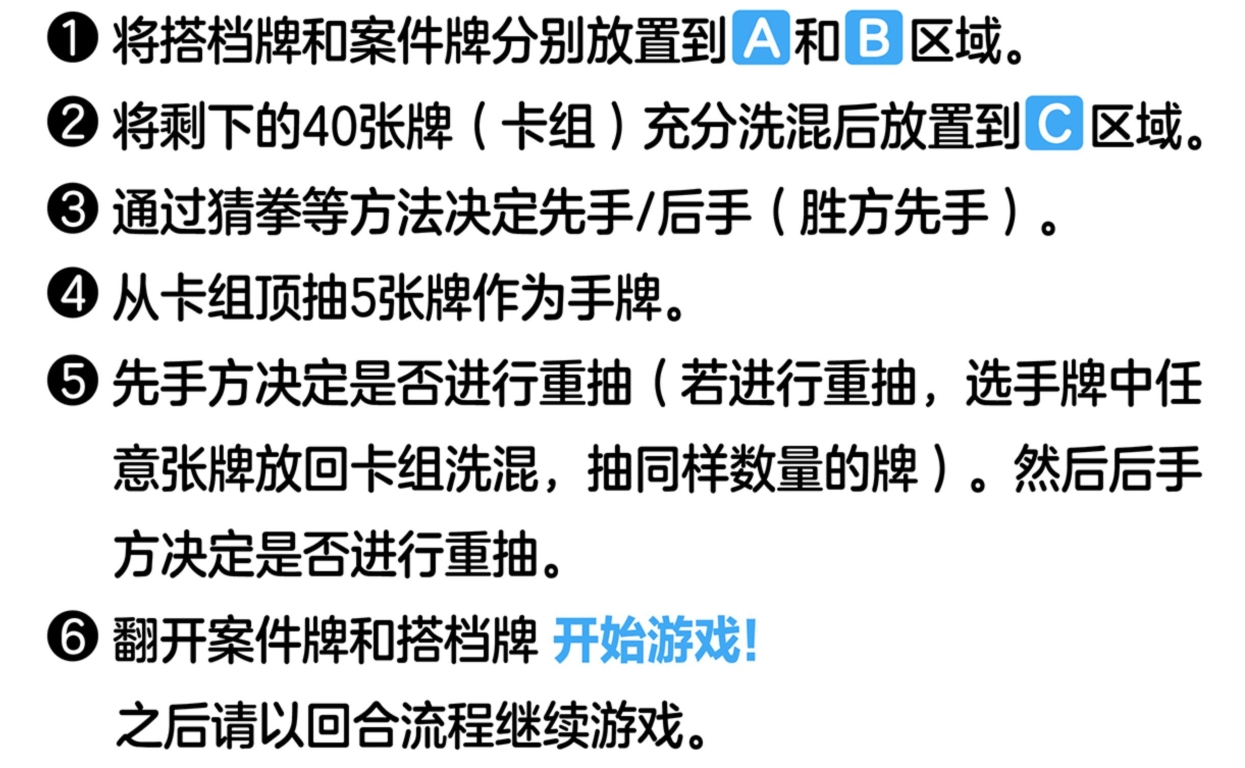 ❶ 将搭档牌和案件牌分别放置到 A 和 B 区域。
❷ 将剩下的40张牌（卡组）充分洗混后放置到 C 区域。
❸ 通过猜拳等方法决定先手/后手（胜方先手）。
❹ 从卡组顶抽5张牌作为手牌。
❺ 先手方决定是否进行重抽（若进行重抽，选手牌中任
意张牌放回卡组洗混，抽同样数量的牌）。然后后手
方决定是否进行重抽。
❻ 翻开案件牌和搭档牌 开始游戏!
之后请以回合流程继续游戏。